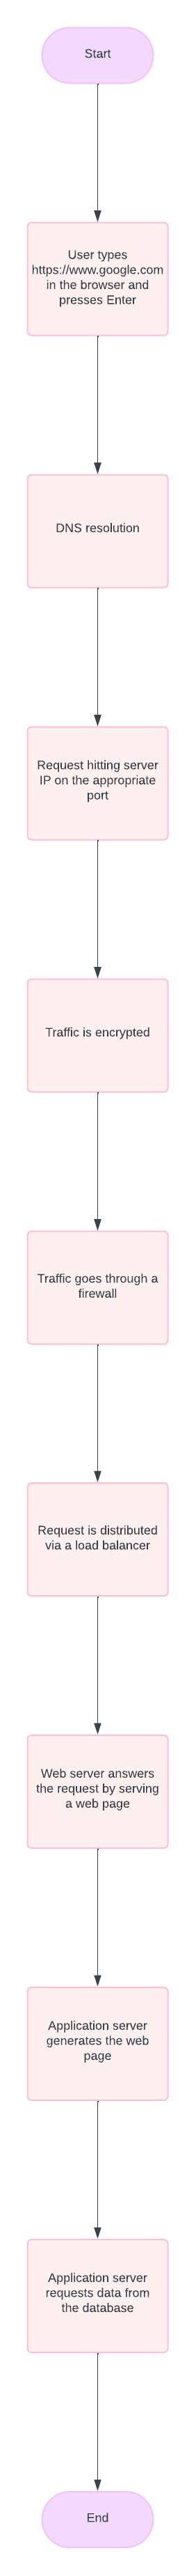 Start
User types
https://www.google.com
in the browser and
presses Enter
DNS resolution
Request hitting server
IP on the appropriate
port
Traffic is encrypted
Traffic goes through a
firewall
Request is distributed
via a load balancer
Web server answers
the request by serving
a web page
Application server
generates the web
page
Application server
requests data from
the database
End